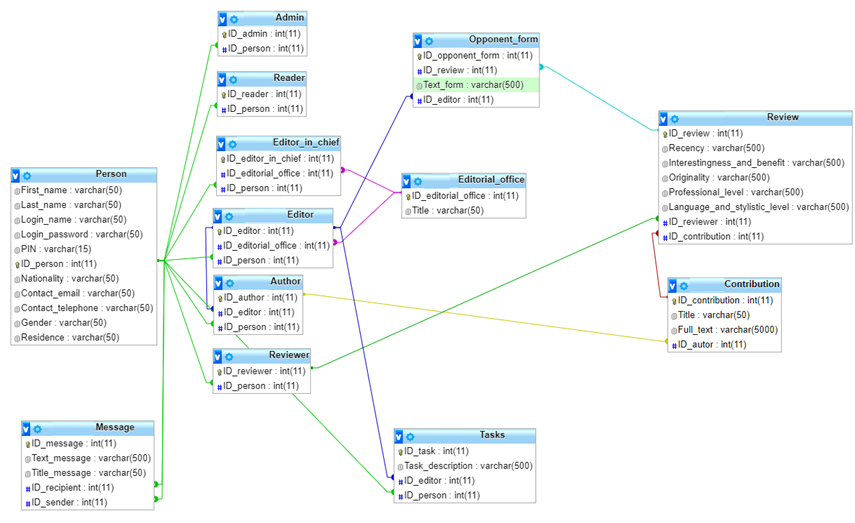 Admin
ID_admin : int(11)
ID_person : int(11)
Reader
ID_reader : int(11)
ID_person : int(11)
Editor_in_chief
ID_editor_in_chief : int(11)
ID_editorial_office : int(11)
ID_person : int(11)
Editor
ID_editor : int(11)
ID_editorial_office : int(11)
ID_person : int(11)
Author
ID_author : int(11)
ID_editor : int(11)
ID_person : int(11)
Reviewer
ID_reviewer : int(11)
ID_person : int(11)
Person
First_name : varchar(50)
Last_name : varchar(50)
Login_name : varchar(50)
Login_password : varchar(50)
PIN : varchar(15)
ID_person : int(11)
Nationality : varchar(50)
Contact_email : varchar(50)
Contact_telephone : varchar(50)
Gender : varchar(50)
Residence : varchar(50)
Message
ID_message : int(11)
Text_message : varchar(500)
Title_message : varchar(50)
ID_recipient : int(11)
ID_sender : int(11)
Opponent_form
ID_opponent_form : int(11)
ID_review : int(11)
Text_form : varchar(500)
ID_editor : int(11)
Editorial_office
ID_editorial_office : int(11)
Title : varchar(50)
Tasks
ID_task : int(11)
Task_description : varchar(500)
ID_editor : int(11)
ID_person : int(11)
Review
ID_review : int(11)
Recency : varchar(500)
Interestingness_and_benefit : varchar(500)
Originality : varchar(500)
Professional_level : varchar(500)
Language_and_stylistic_level : varchar(500)
ID_reviewer : int(11)
ID_contribution : int(11)
Contribution
ID_contribution : int(11)
Title : varchar(50)
Full_text : varchar(5000)
ID_autor : int(11)